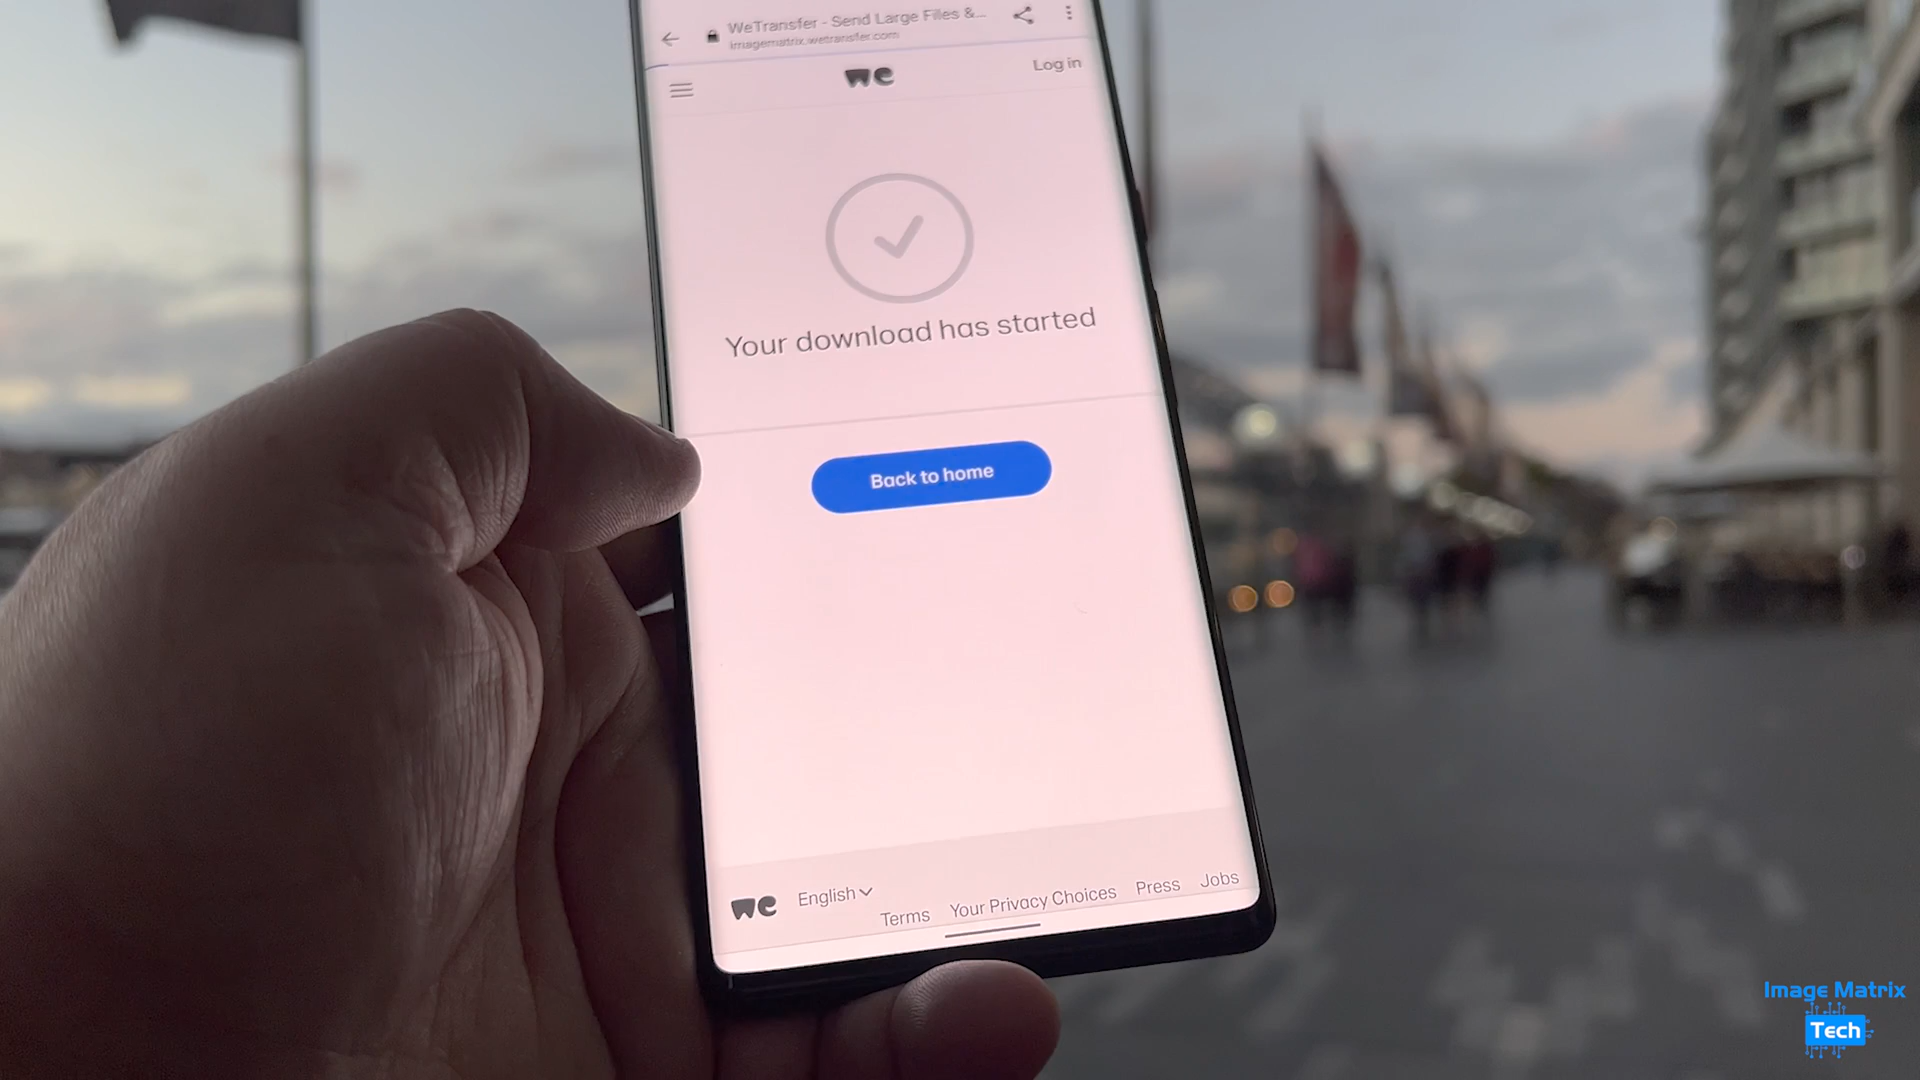 WeTransfer - Send Large Files &...
imagematrix.wetransfer.com
we
Log in
Your download has started
Back to home
we
English
Terms
Your Privacy Choices
Press
Jobs
Image Matrix
Tech